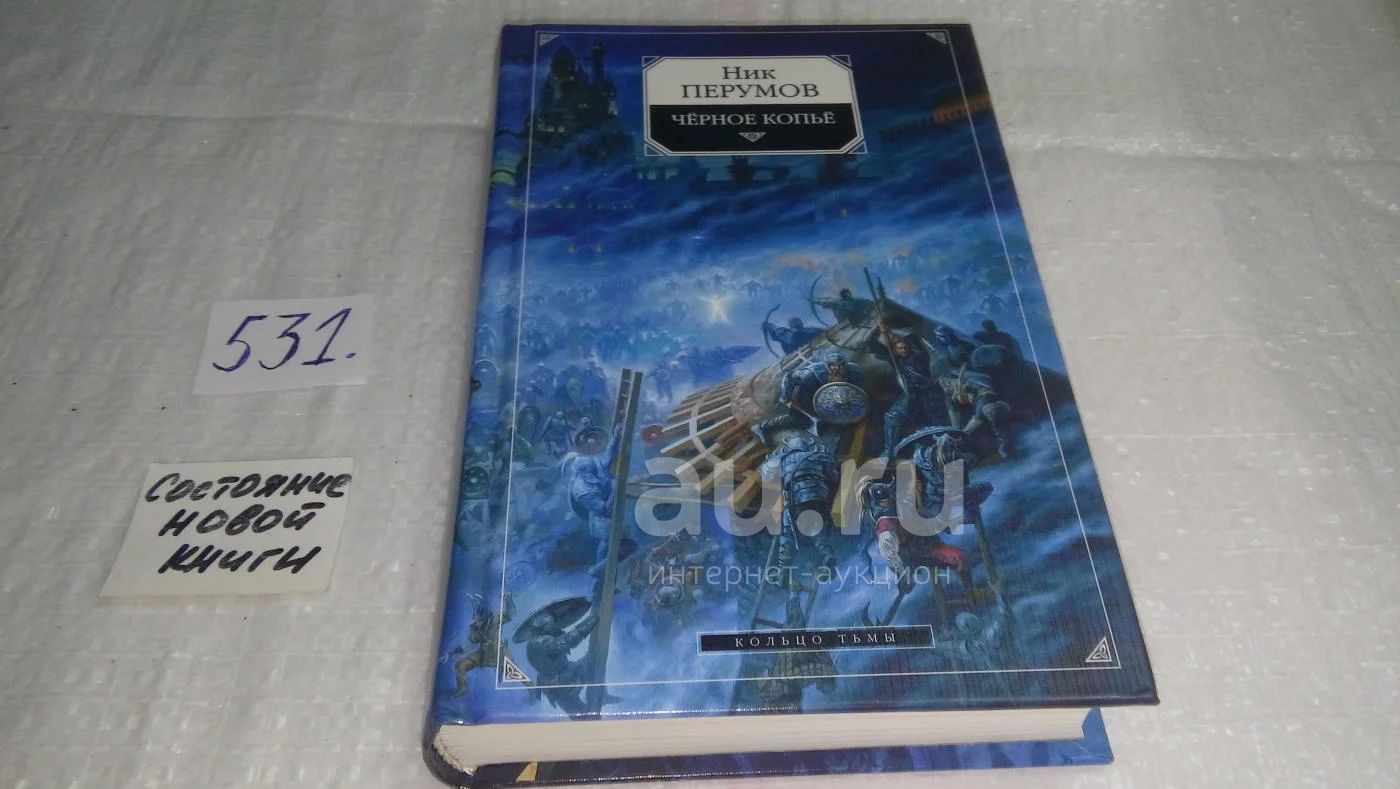 Ник
ПЕРУМОВ
ЧЁРНОЕ КОПЬЁ
531.
Состояние
новой
книги
au.ru
интернет-аукцион
КОЛЬЦО ТЬМЫ